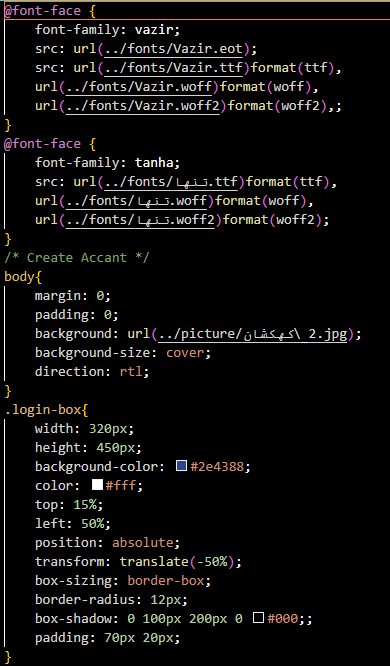 @font-face {
font-family: vazir;
src: url(../fonts/Vazir.eot);
src: url(../fonts/Vazir.ttf)format(ttf),
url(../fonts/Vazir.woff)format(woff),
url(../fonts/Vazir.woff2)format(woff2),;
}
@font-face {
font-family: tanha;
src: url(../fonts/تنها.ttf)format(ttf),
url(../fonts/تنها.woff)format(woff),
url(../fonts/تنها.woff2)format(woff2);
}
/* Create Accant */
body{
margin: 0;
padding: 0;
background: url(../picture/کهکشان\ 2.jpg);
background-size: cover;
direction: rtl;
}
.login-box{
width: 320px;
height: 450px;
background-color: #2e4388;
color: #fff;
top: 15%;
left: 50%;
position: absolute;
transform: translate(-50%);
box-sizing: border-box;
border-radius: 12px;
box-shadow: 0 100px 200px 0 #000;;
padding: 70px 20px;
}